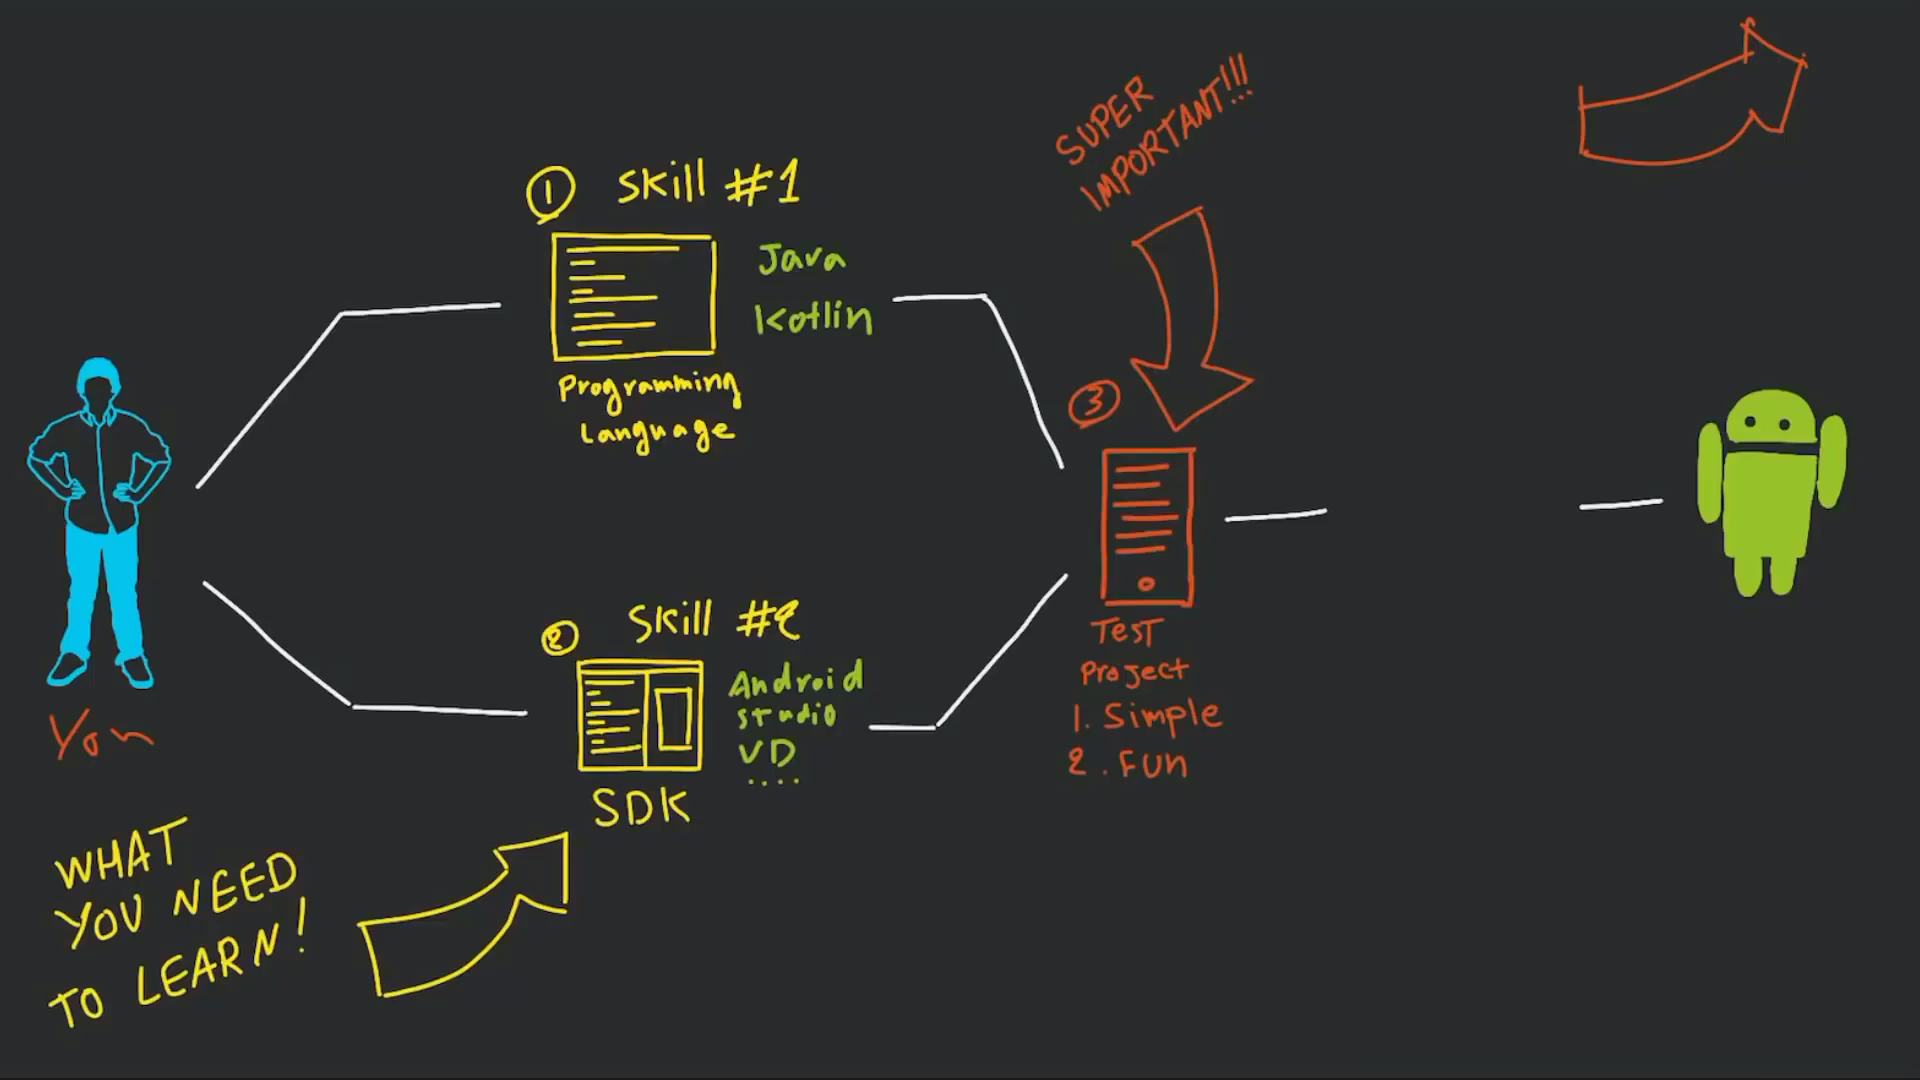 SUPER
IMPORTANT!!!
1 Skill #1
Java
Kotlin
Programming
Language
3
2 Skill #2
Android
Studio
VD
....
SDK
Test
Project
1. Simple
2. Fun
You
WHAT
YOU NEED
TO LEARN!